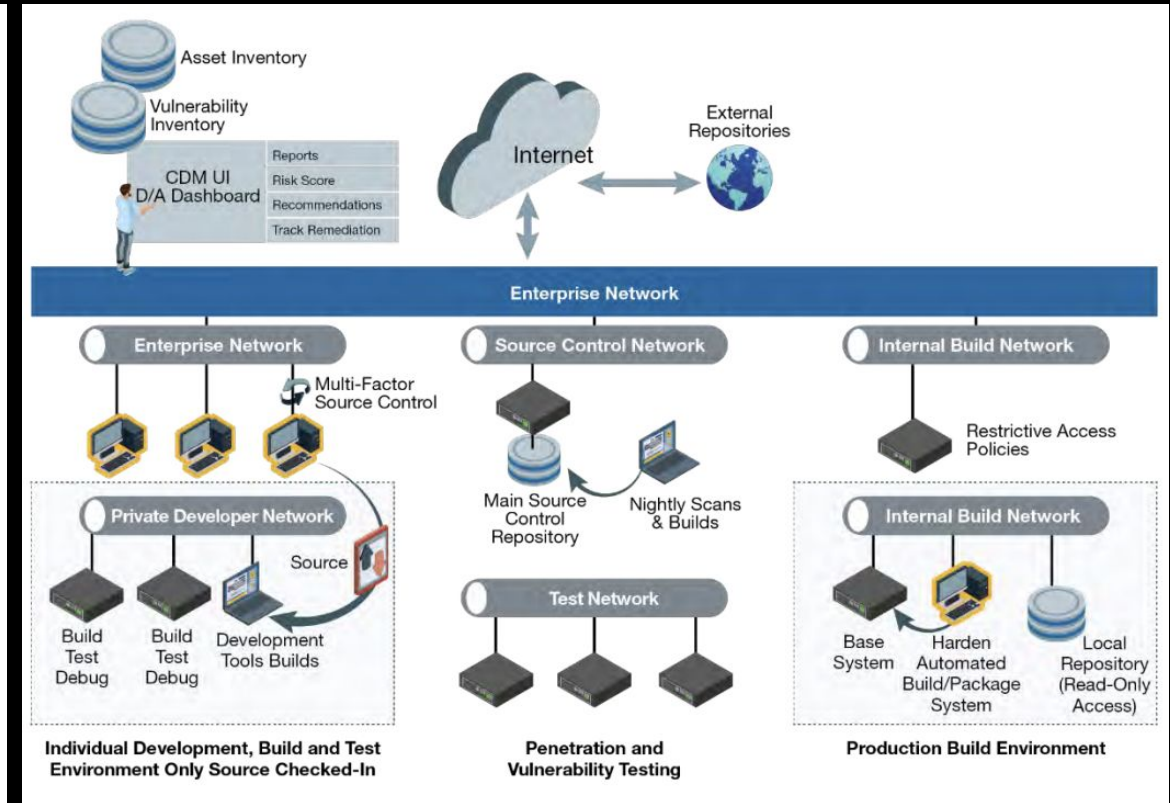 Asset Inventory
Vulnerability
Inventory
CDM UI
D/A Dashboard
Reports
Risk Score
Recommendations
Track Remediation
Internet
External
Repositories
Enterprise Network
Enterprise Network
Multi-Factor
Source Control
Private Developer Network
Source
Build
Test
Debug
Build
Test
Debug
Development
Tools Builds
Individual Development, Build and Test
Environment Only Source Checked-In
Source Control Network
Main Source
Control
Repository
Nightly Scans
& Builds
Test Network
Penetration and
Vulnerability Testing
Internal Build Network
Restrictive Access
Policies
Internal Build Network
Base
System
Harden
Automated
Build/Package
System
Local
Repository
(Read-Only
Access)
Production Build Environment